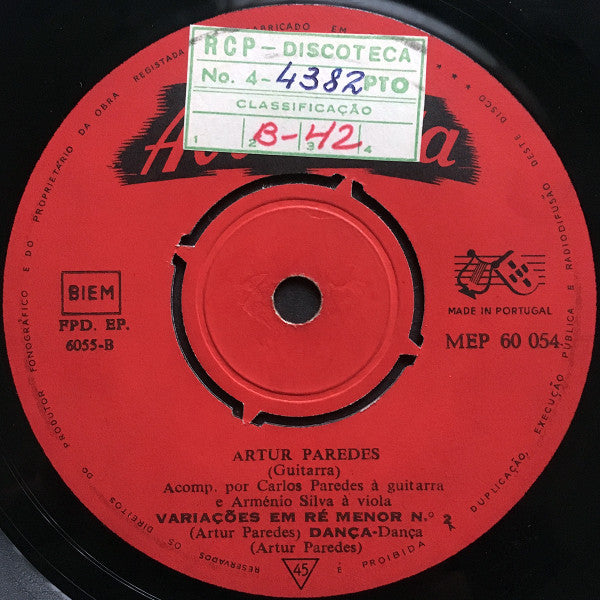 RCP - DISCOTECA
No. 4- 4382 PTO
CLASSIFICAÇÃO
1 2 3 4
B-42
BIEM
FPD. EP.
6055-B
MADE IN PORTUGAL
MEP 60 054
ARTUR PAREDES
(Guitarra)
Acomp. por Carlos Paredes à guitarra
e Arménio Silva à viola
VARIAÇÕES EM RÉ MENOR N.º 2
(Artur Paredes) DANÇA-Dança
(Artur Paredes)
45
RESERVADOS OS DIREITOS DO PRODUTOR FONOGRÁFICO E DO PROPRIETÁRIO DA OBRA REGISTADA
FABRICADO EM
É PROIBIDA A DUPLICAÇÃO, EXECUÇÃO PÚBLICA E RADIODIFUSÃO DESTE DISCO